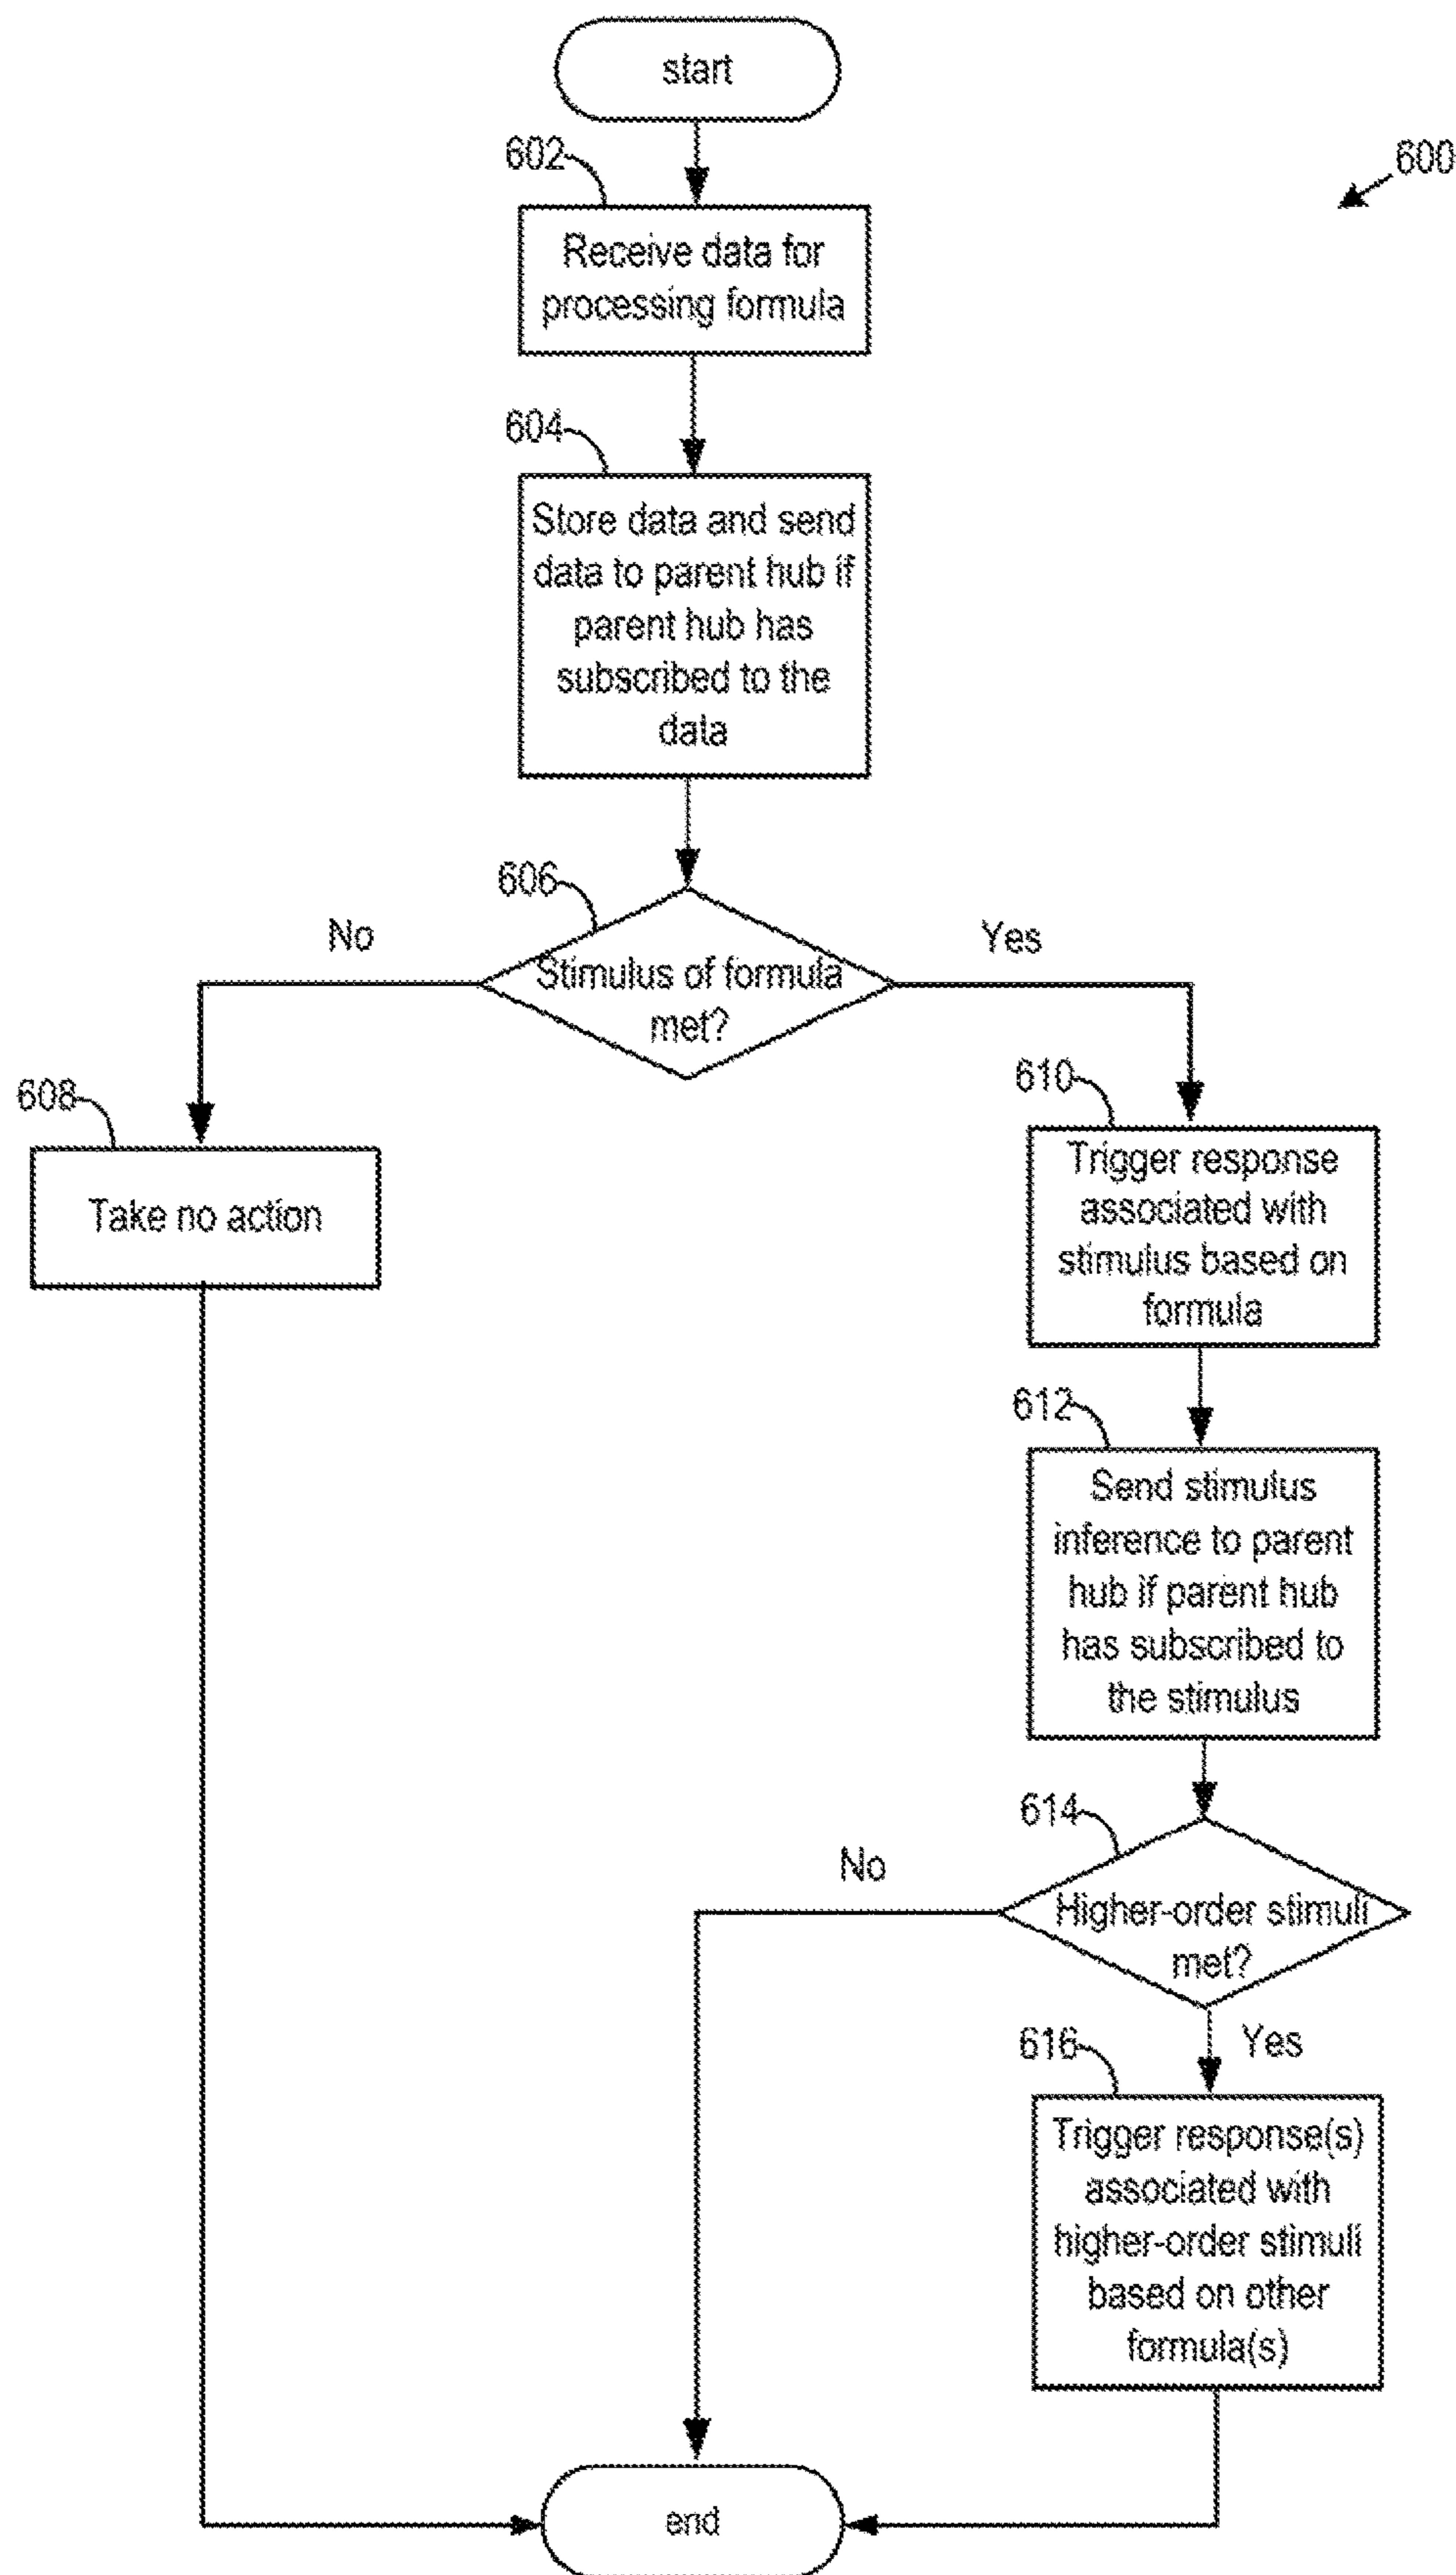 start
600
602
Receive data for
processing formula
604
Store data and send
data to parent hub if
parent hub has
subscribed to the
data
606
No
Yes
Stimulus of formula
met?
608
Take no action
610
Trigger response
associated with
stimulus based on
formula
612
Send stimulus
inference to parent
hub if parent hub
has subscribed to
the stimulus
614
No
Higher-order stimuli
met?
616
Yes
Trigger response(s)
associated with
higher-order stimuli
based on other
formula(s)
end